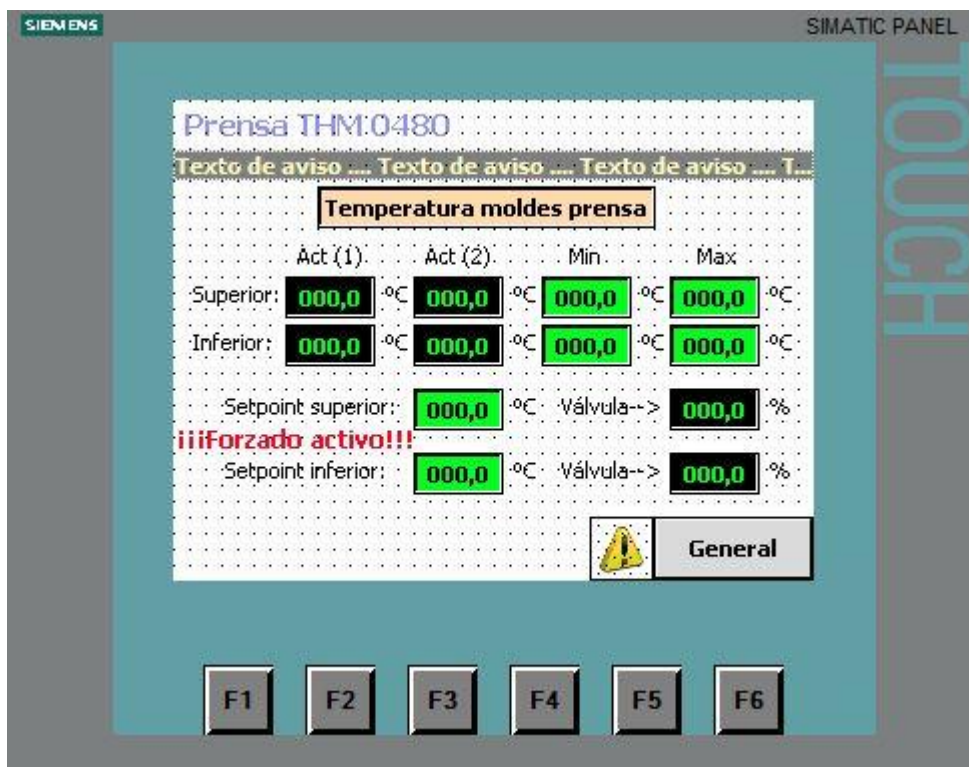 SIEMENS
SIMATIC PANEL
TOUCH
Prensa THM 0480
Texto de aviso .... Texto de aviso .... Texto de aviso .... T...
Temperatura moldes prensa
Act (1) Act (2) Min Max
Superior: 000,0 ºC 000,0 ºC 000,0 ºC 000,0 ºC
Inferior: 000,0 ºC 000,0 ºC 000,0 ºC 000,0 ºC
Setpoint superior: 000,0 ºC Válvula--> 000,0 %
¡¡¡Forzado activo!!!
Setpoint inferior: 000,0 ºC Válvula--> 000,0 %
General
F1 F2 F3 F4 F5 F6